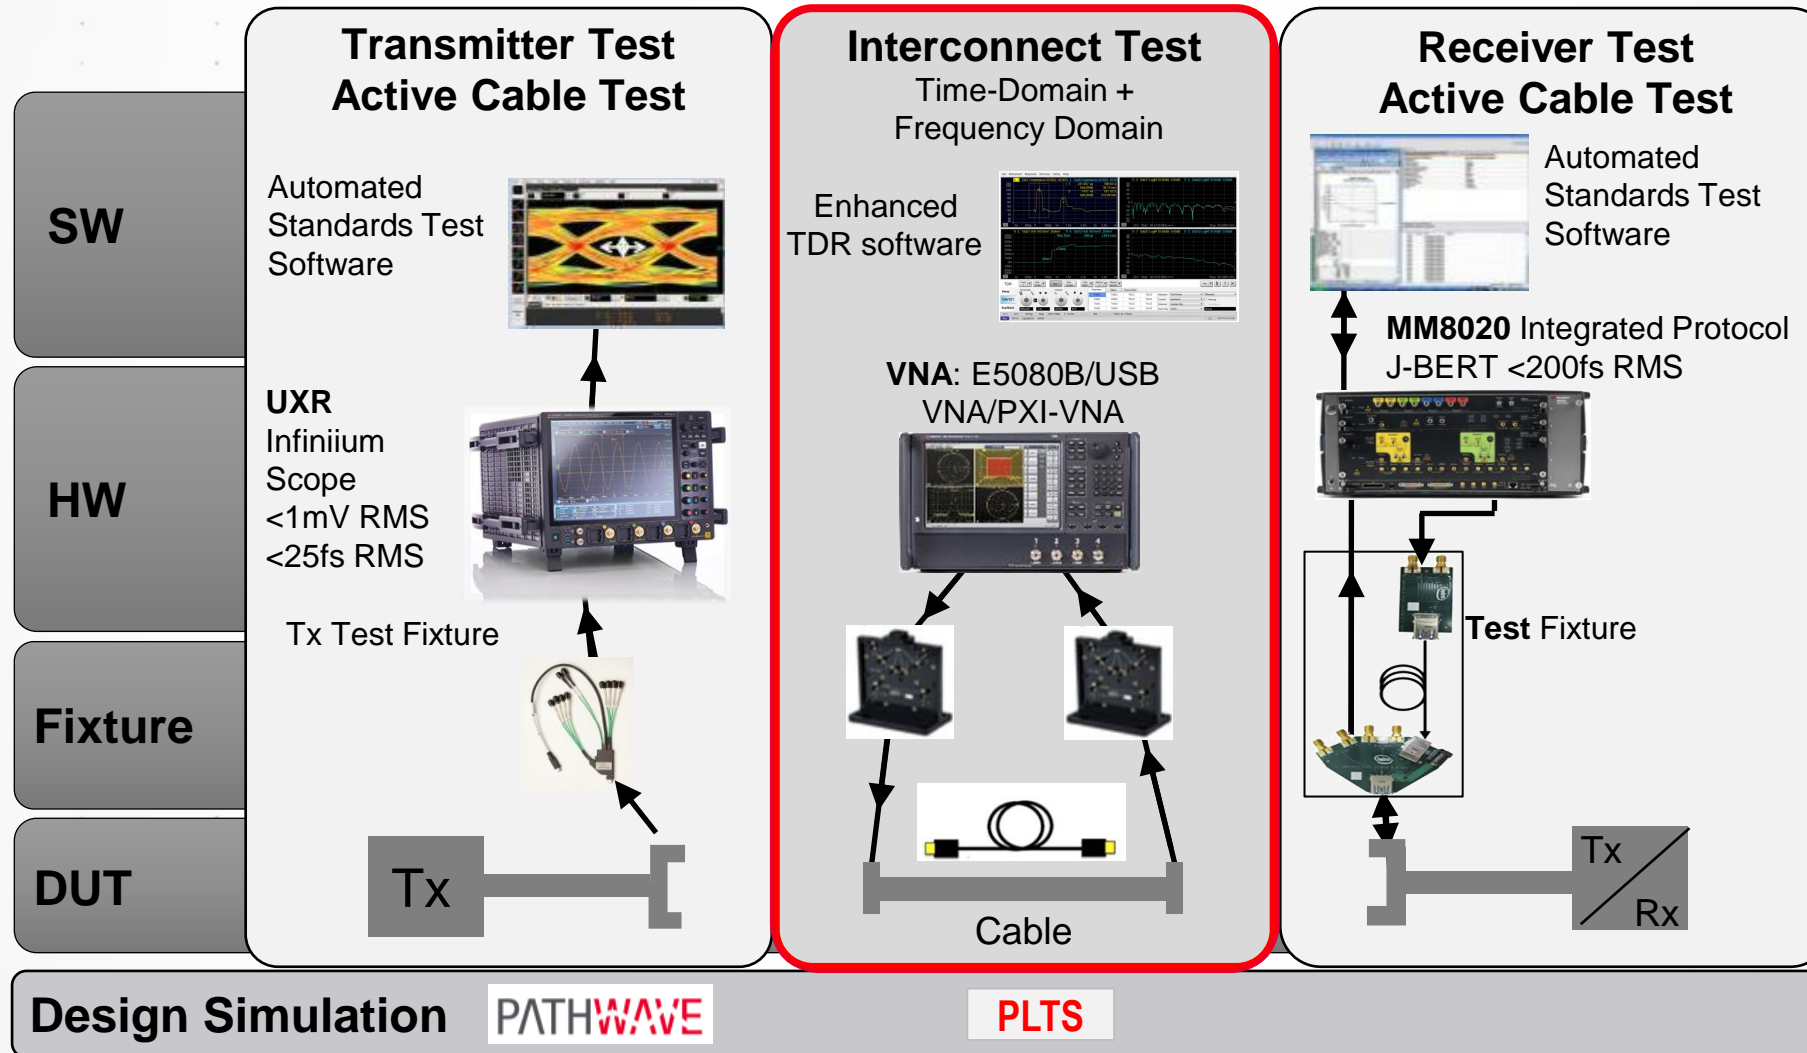 Transmitter Test
Active Cable Test
Interconnect Test
Time-Domain +
Frequency Domain
Receiver Test
Active Cable Test
SW
Automated
Standards Test
Software
Enhanced
TDR software
Automated
Standards Test
Software
HW
UXR
Infiniium
Scope
<1mV RMS
<25fs RMS
VNA: E5080B/USB
VNA/PXI-VNA
MM8020 Integrated Protocol
J-BERT <200fs RMS
Fixture
Tx Test Fixture
Test Fixture
DUT
Tx
Cable
Tx
Rx
Design Simulation
PATHWAVE
PLTS